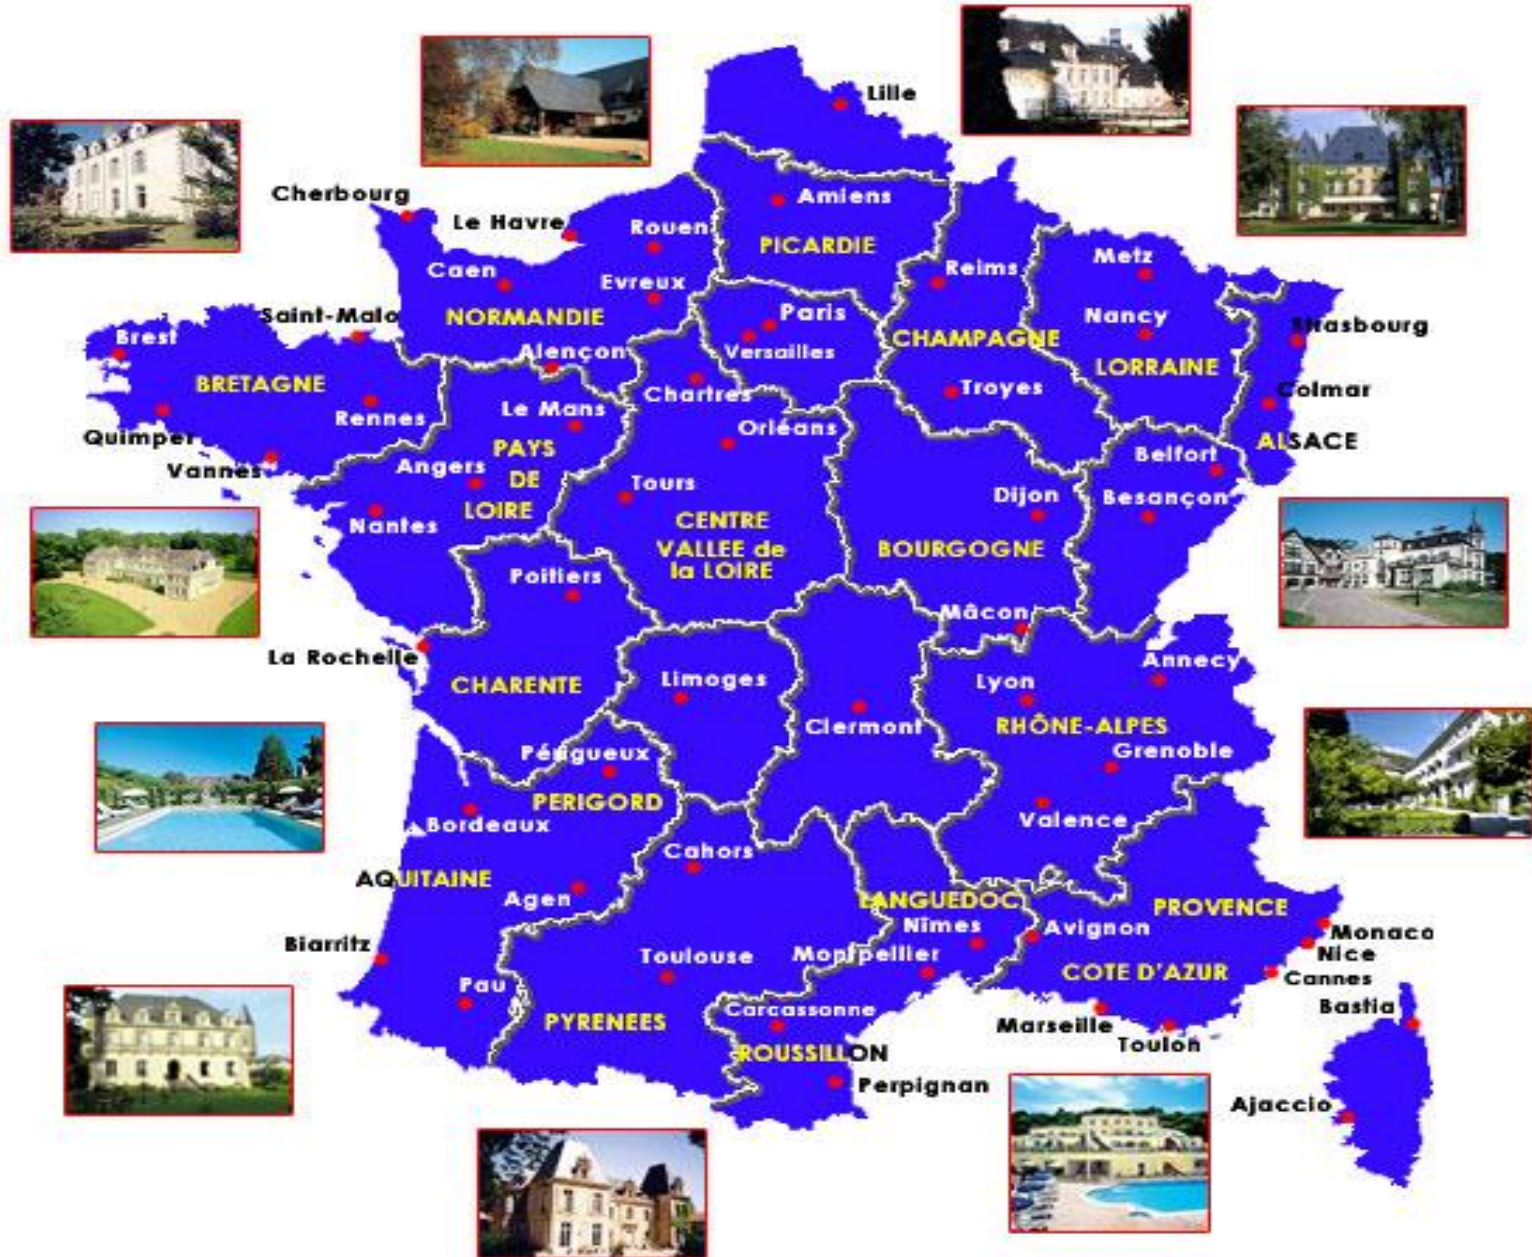 Lille
Cherbourg
Amiens
Le Havre
Rouen
PICARDIE
Metz
Reims
Caen
Evreux
Saint-Malo
NORMANDIE
Paris
Nancy
Strasbourg
Brest
CHAMPAGNE
Alençon
Versailles
LORRAINE
BRETAGNE
Chartres
Troyes
Colmar
Le Mans
Rennes
Orléans
Quimper
PAYS
DE
LOIRE
ALSACE
Vannes
Angers
Belfort
Tours
Dijon
Besançon
Nantes
CENTRE
VALLEE de
la LOIRE
BOURGOGNE
Poitiers
Mâcon
La Rochelle
Annecy
CHARENTE
Limoges
Lyon
Clermont
RHÔNE-ALPES
Périgueux
Grenoble
PERIGORD
Bordeaux
Valence
Cahors
AQUITAINE
Agen
LANGUEDOC
PROVENCE
Nîmes
Avignon
Monaco
Biarritz
Toulouse
Montpellier
Nice
COTE D'AZUR
Cannes
Pau
Bastia
Carcassonne
PYRENEES
Marseille
Toulon
ROUSSILLON
Perpignan
Ajaccio